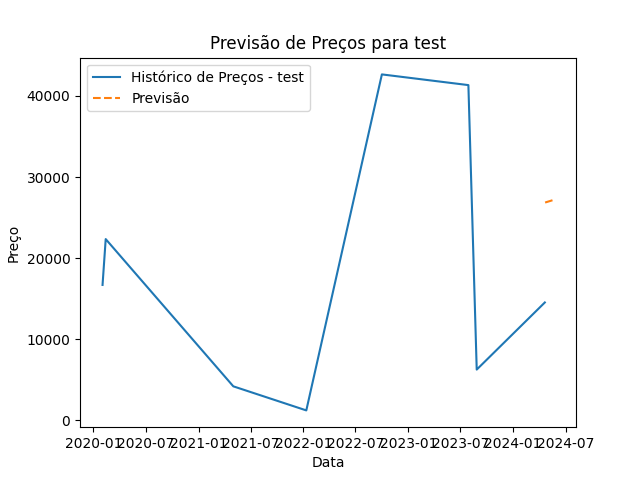 Previsão de Preços para test
Histórico de Preços - test
Previsão
40000
30000
20000
10000
0
Preço
2020-01 2020-07 2021-01 2021-07 2022-01 2022-07 2023-01 2023-07 2024-01 2024-07
Data